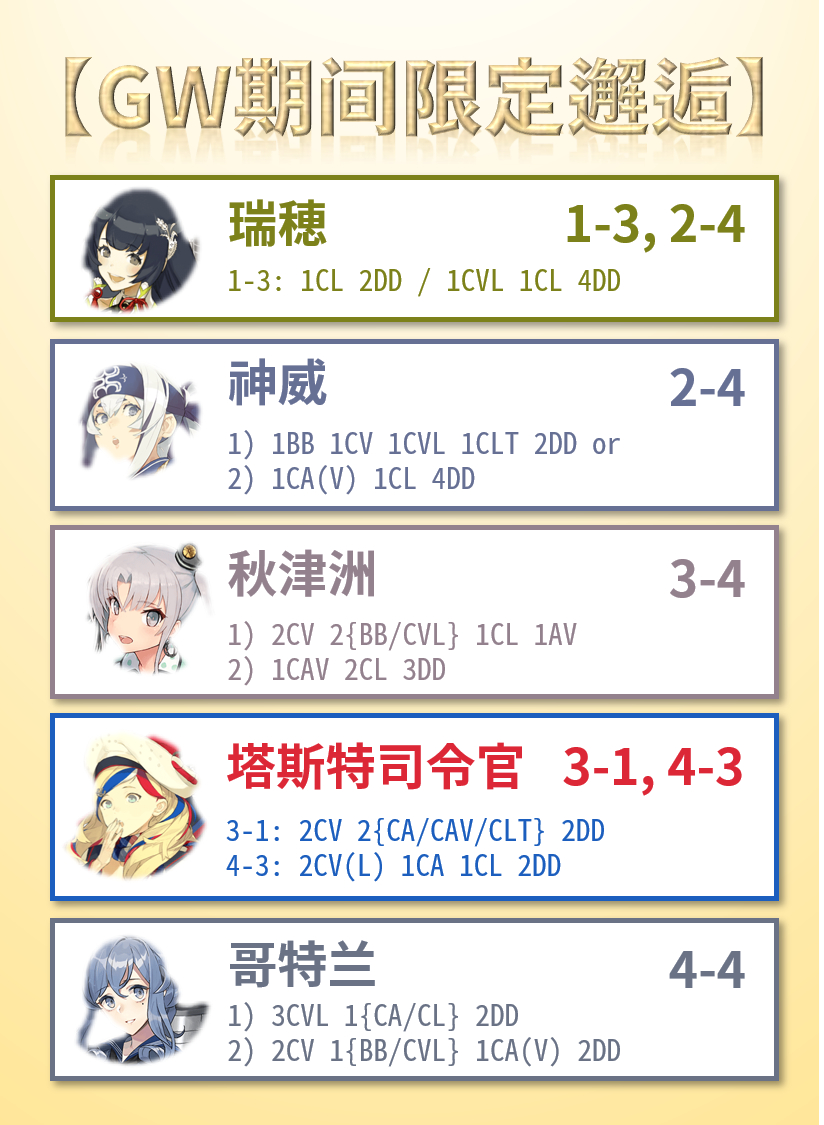 【GW期间限定邂逅】
瑞穂 1-3, 2-4
1-3: 1CL 2DD / 1CVL 1CL 4DD
神威 2-4
1) 1BB 1CV 1CVL 1CLT 2DD or
2) 1CA(V) 1CL 4DD
秋津洲 3-4
1) 2CV 2{BB/CVL} 1CL 1AV
2) 1CAV 2CL 3DD
塔斯特司令官 3-1, 4-3
3-1: 2CV 2{CA/CAV/CLT} 2DD
4-3: 2CV(L) 1CA 1CL 2DD
哥特兰 4-4
1) 3CVL 1{CA/CL} 2DD
2) 2CV 1{BB/CVL} 1CA(V) 2DD